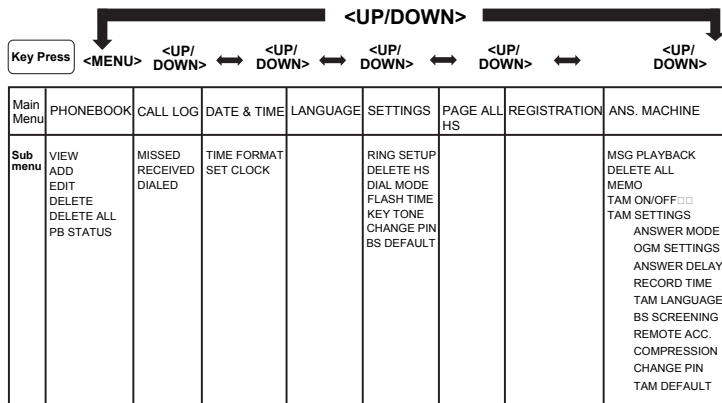 <UP/DOWN>
Key Press <MENU> <UP/ DOWN> <UP/ DOWN> <UP/ DOWN> <UP/ DOWN> <UP/ DOWN>
Main Menu PHONEBOOK CALL LOG DATE & TIME LANGUAGE SETTINGS PAGE ALL HS REGISTRATION ANS. MACHINE
Sub menu
VIEW
ADD
EDIT
DELETE
DELETE ALL
PB STATUS
MISSED
RECEIVED
DIALED
TIME FORMAT
SET CLOCK
RING SETUP
DELETE HS
DIAL MODE
FLASH TIME
KEY TONE
CHANGE PIN
BS DEFAULT
MSG PLAYBACK
DELETE ALL
MEMO
TAM ON/OFF□□
TAM SETTINGS
ANSWER MODE
OGM SETTINGS
ANSWER DELAY
RECORD TIME
TAM LANGUAGE
BS SCREENING
REMOTE ACC.
COMPRESSION
CHANGE PIN
TAM DEFAULT